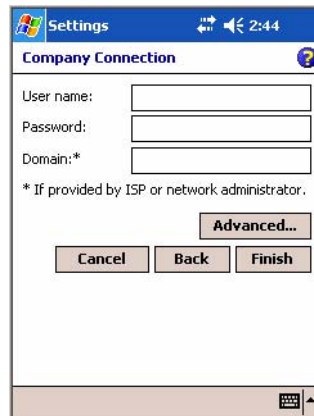 Settings 2:44
Company Connection ?
User name:
Password:
Domain:*
* If provided by ISP or network administrator.
Advanced...
Cancel Back Finish